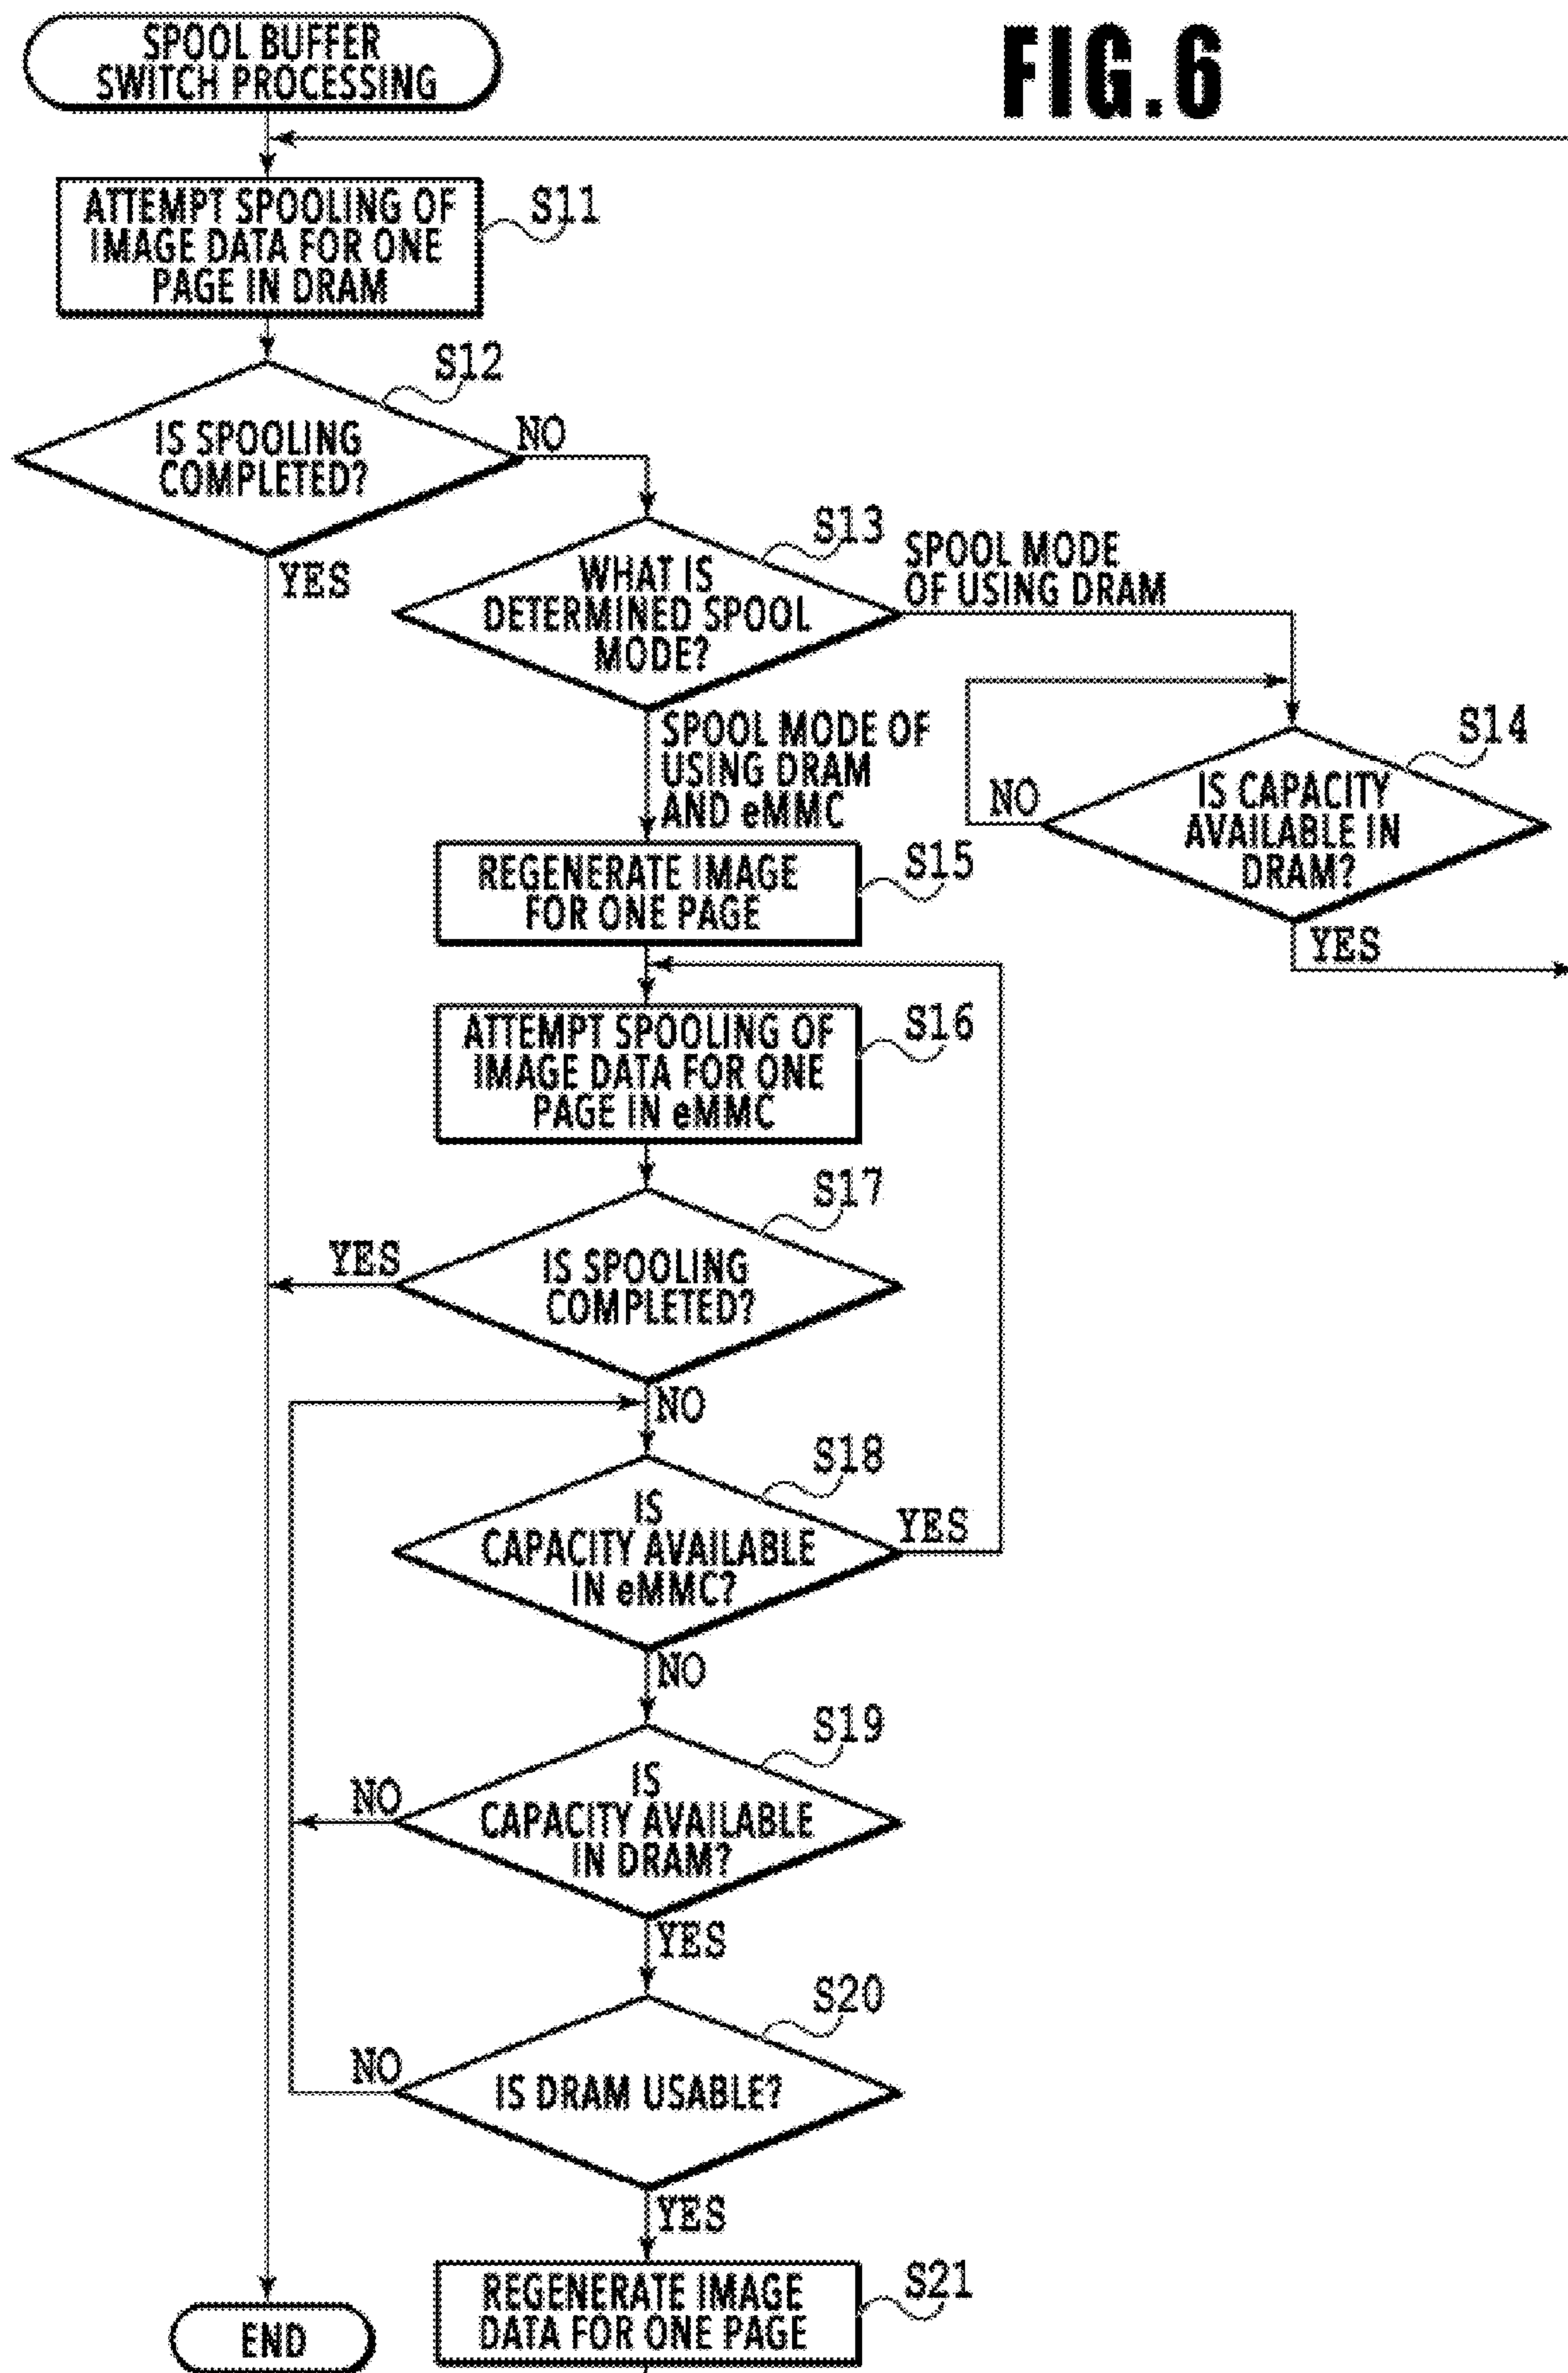 FIG.6
SPOOL BUFFER
SWITCH PROCESSING
ATTEMPT SPOOLING OF
IMAGE DATA FOR ONE
PAGE IN DRAM
S11
S12
IS SPOOLING
COMPLETED?
NO
YES
S13
WHAT IS
DETERMINED SPOOL
MODE?
SPOOL MODE
OF USING DRAM
SPOOL MODE OF
USING DRAM
AND eMMC
S14
IS CAPACITY
AVAILABLE IN
DRAM?
NO
YES
S15
REGENERATE IMAGE
FOR ONE PAGE
S16
ATTEMPT SPOOLING OF
IMAGE DATA FOR ONE
PAGE IN eMMC
S17
IS SPOOLING
COMPLETED?
YES
NO
S18
IS
CAPACITY AVAILABLE
IN eMMC?
YES
NO
S19
IS
CAPACITY AVAILABLE
IN DRAM?
NO
YES
S20
IS DRAM USABLE?
NO
YES
S21
REGENERATE IMAGE
DATA FOR ONE PAGE
END